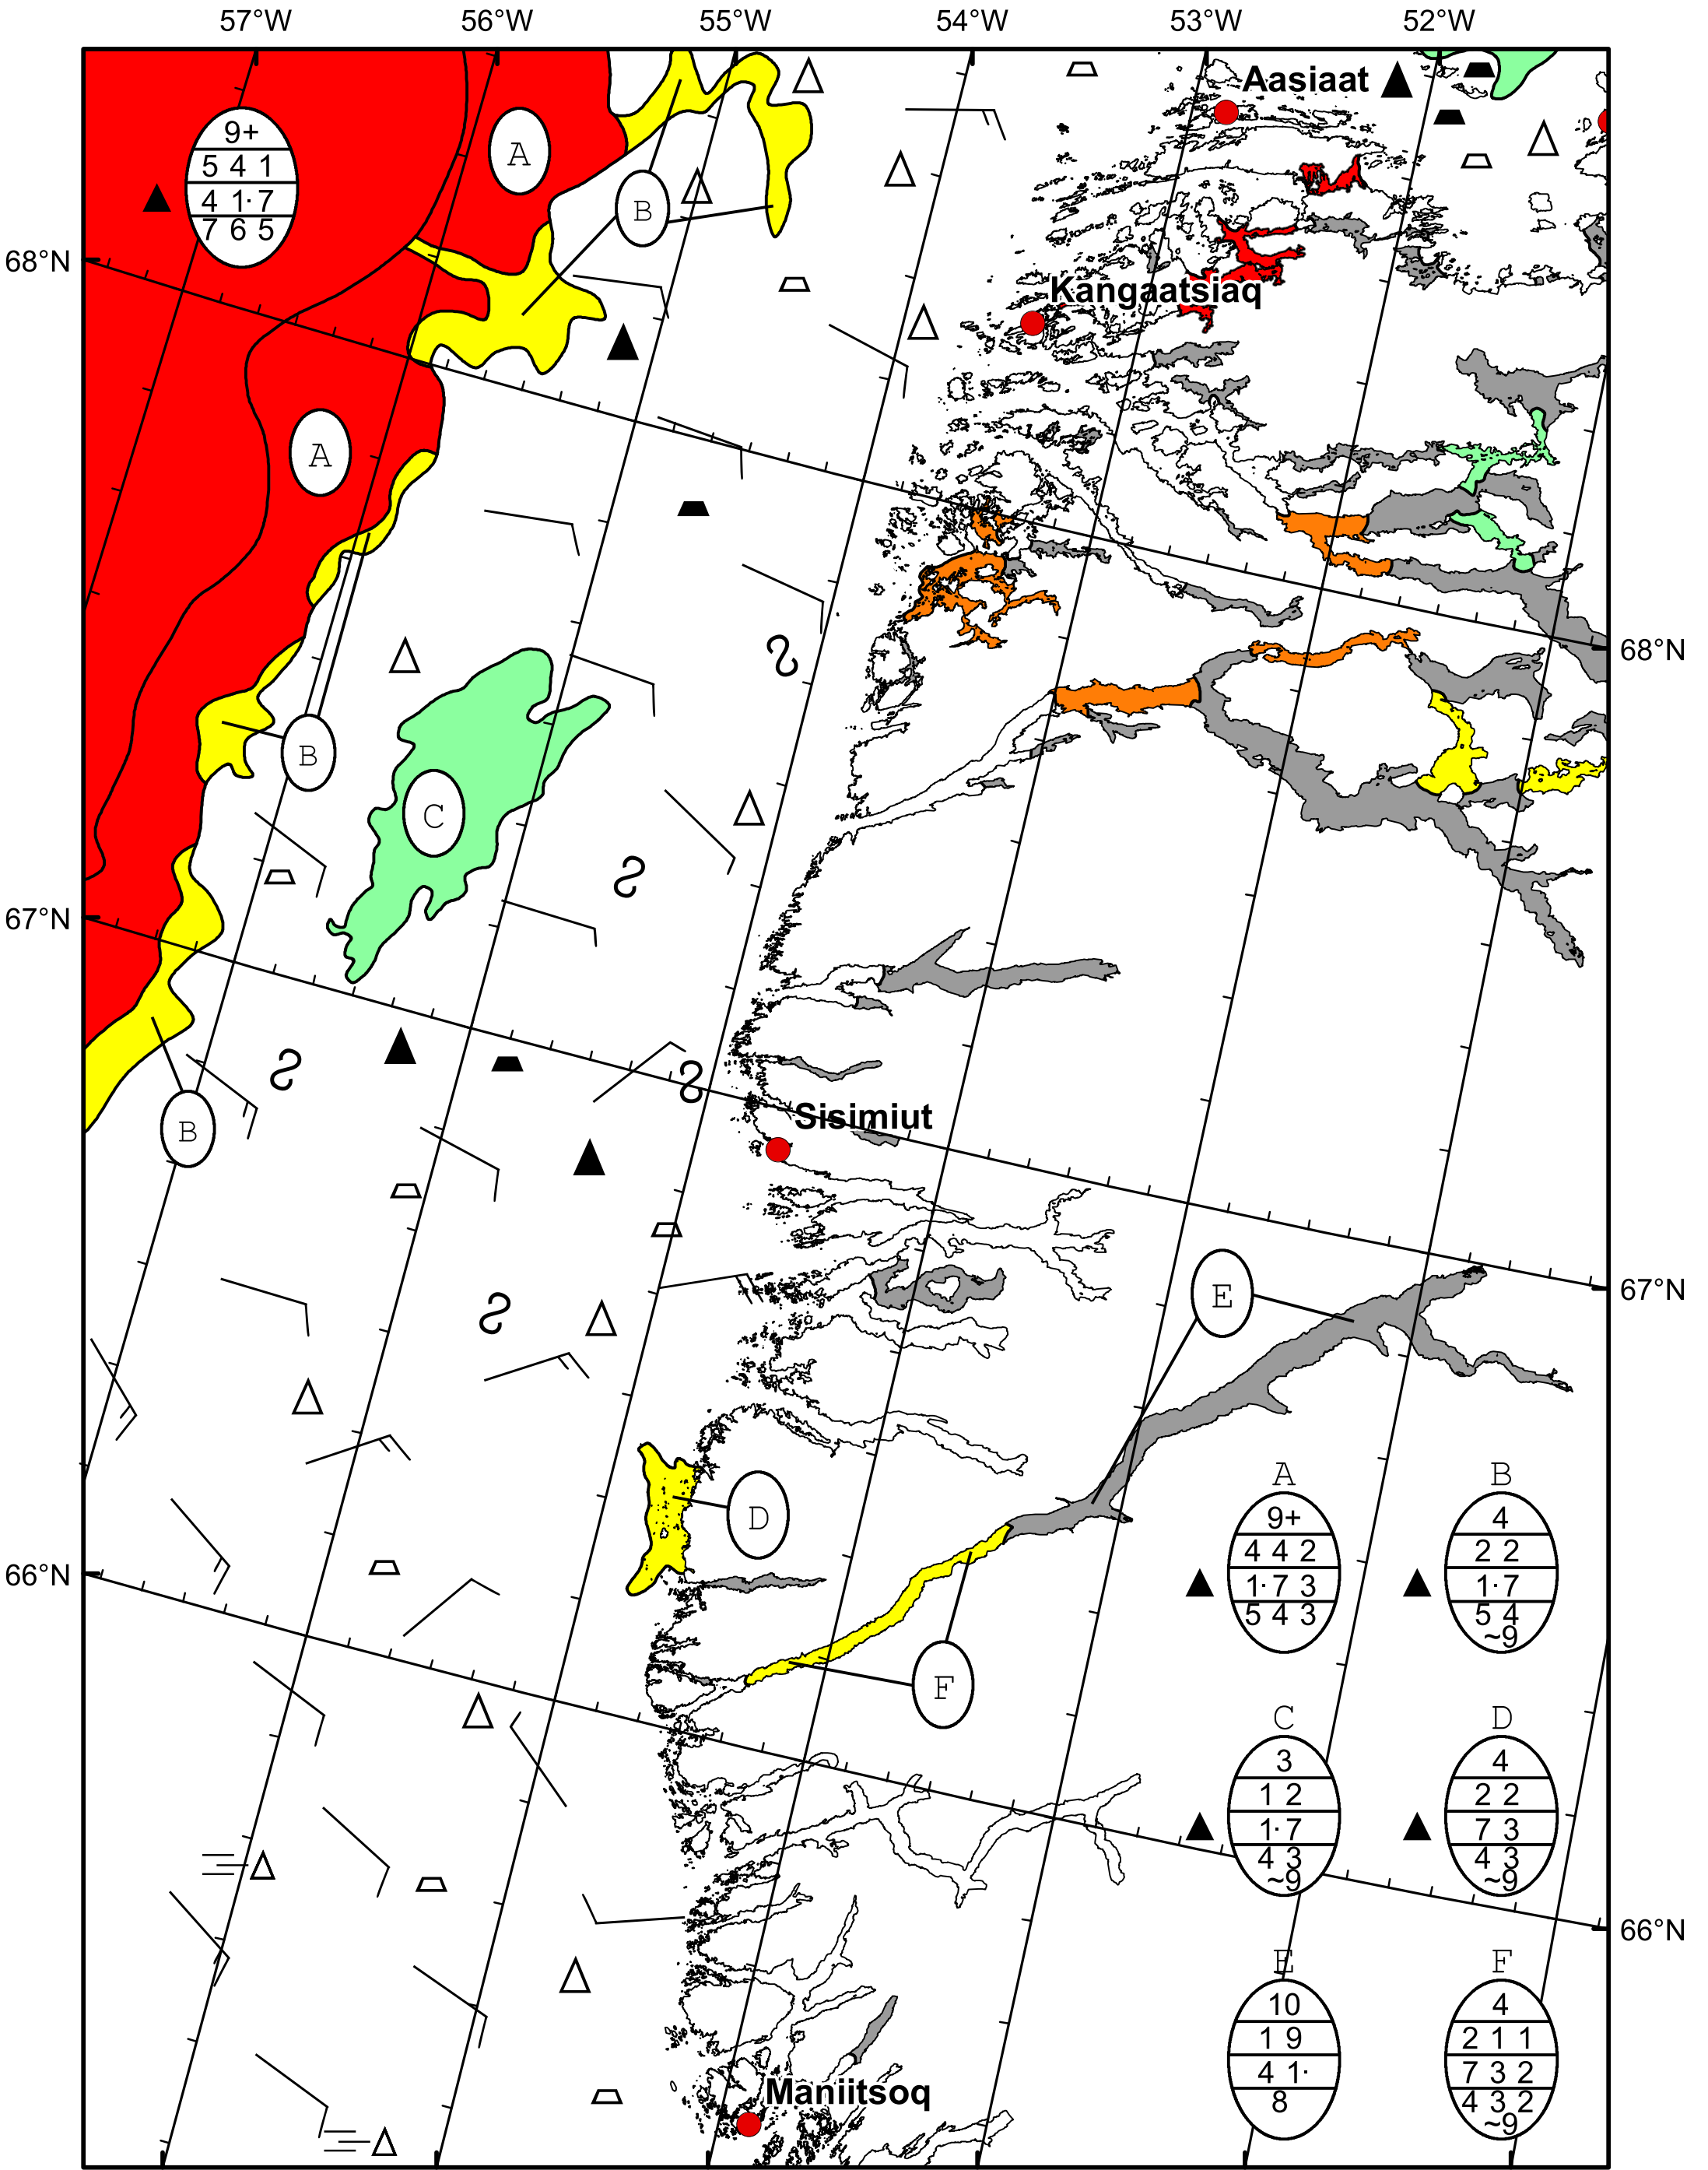 57°W 56°W 55°W 54°W 53°W 52°W
Aasiaat
9+
5 4 1
4 1· 7
7 6 5
A
B
68°N
Kangaatsiaq
A
68°N
B
C
67°N
Sisimiut
B
67°N
E
A B
9+ 4
4 4 2 2 2
1· 7 3 1· 7
5 4 3 5 4
~9
D
66°N
F
C D
3 4
1 2 2 2
1· 7 7 3
4 3 4 3
~9 ~9
66°N
E F
10 4
1 9 2 1 1
4 1· 7 3 2
8 4 3 2
~9
Maniitsoq